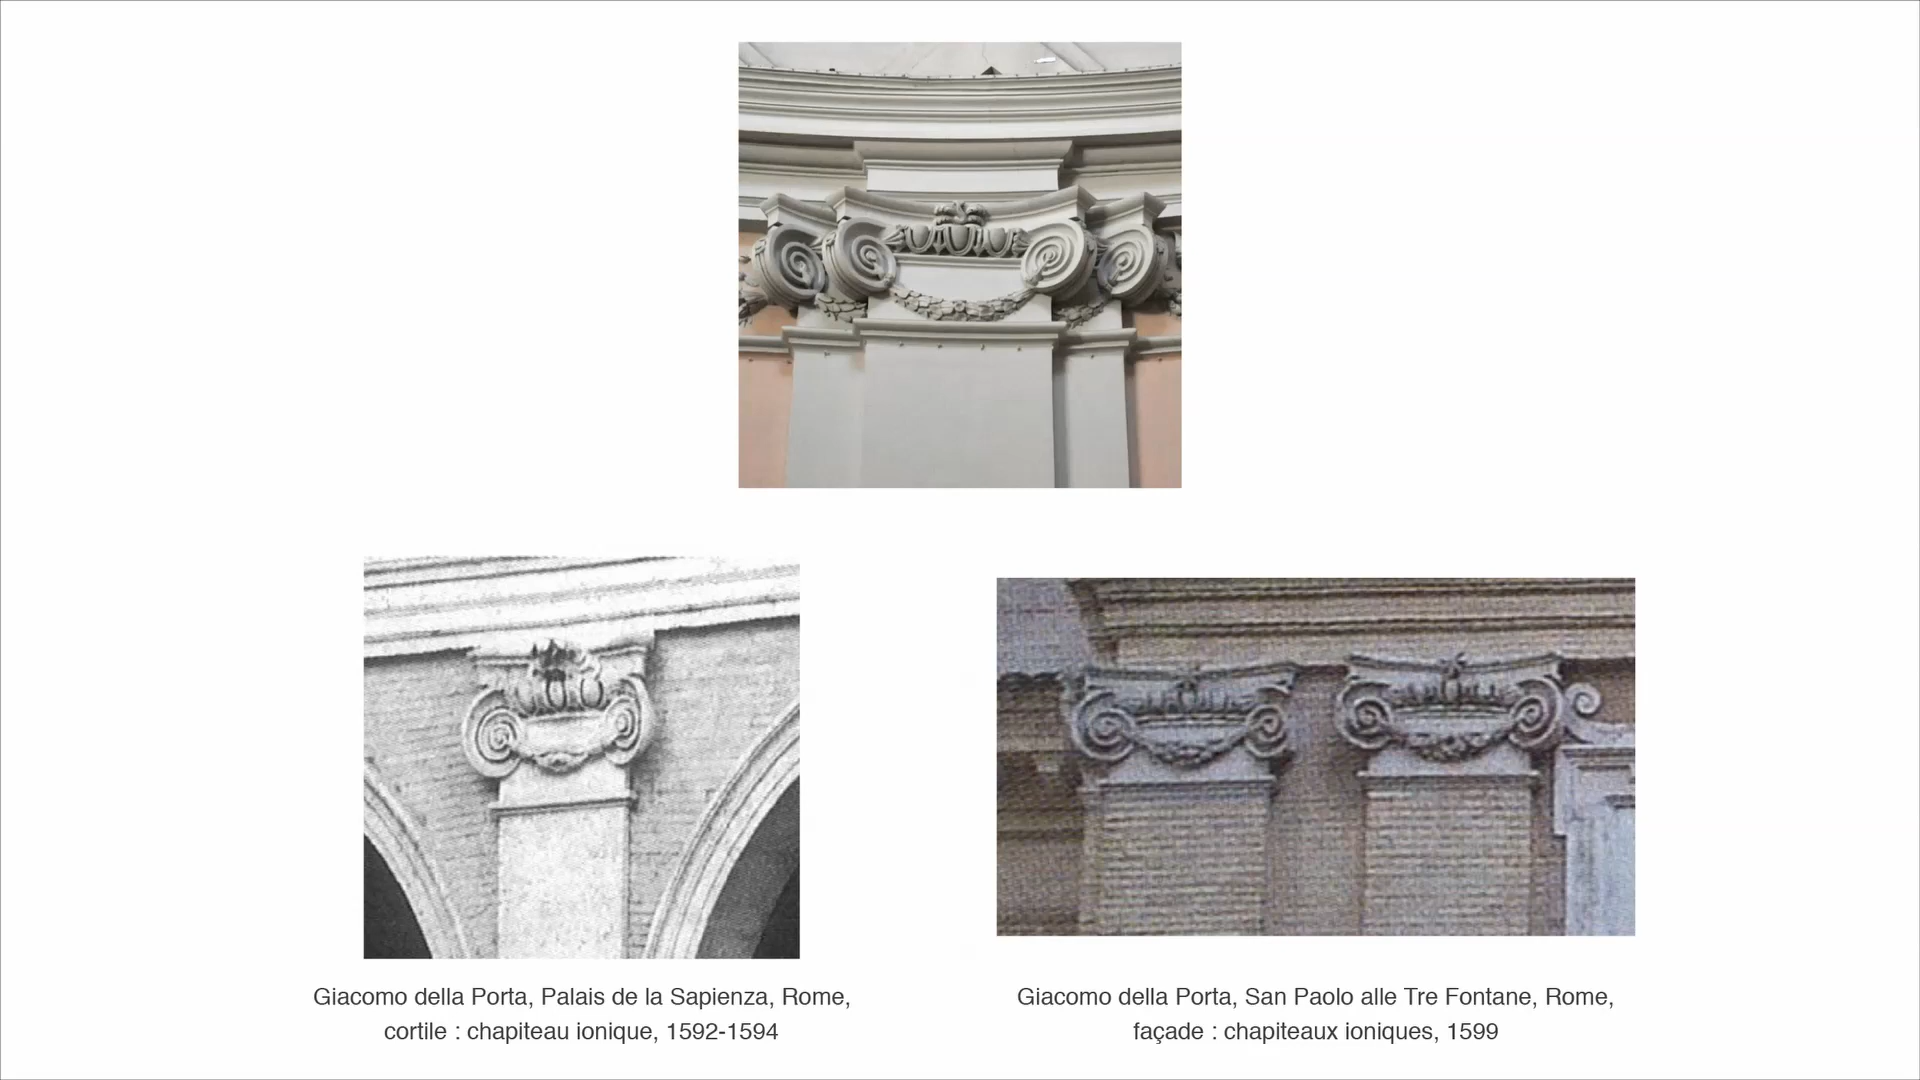 Giacomo della Porta, Palais de la Sapienza, Rome,
cortile : chapiteau ionique, 1592-1594
Giacomo della Porta, San Paolo alle Tre Fontane, Rome,
façade : chapiteaux ioniques, 1599